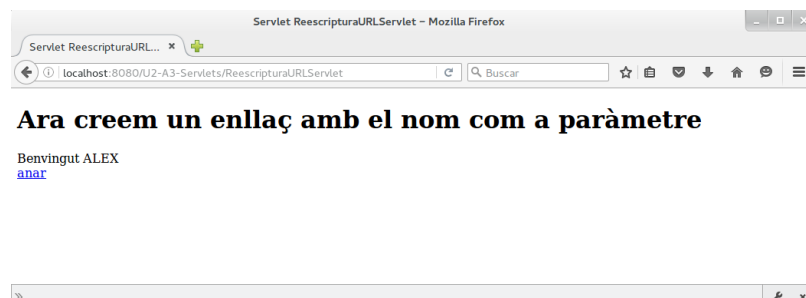 Servlet ReescripturaURLServlet – Mozilla Firefox
Servlet ReescripturaURL...
localhost:8080/U2-A3-Servlets/ReescripturaURLServlet
Buscar
Ara creem un enllaç amb el nom com a paràmetre
Benvingut ALEX
anar